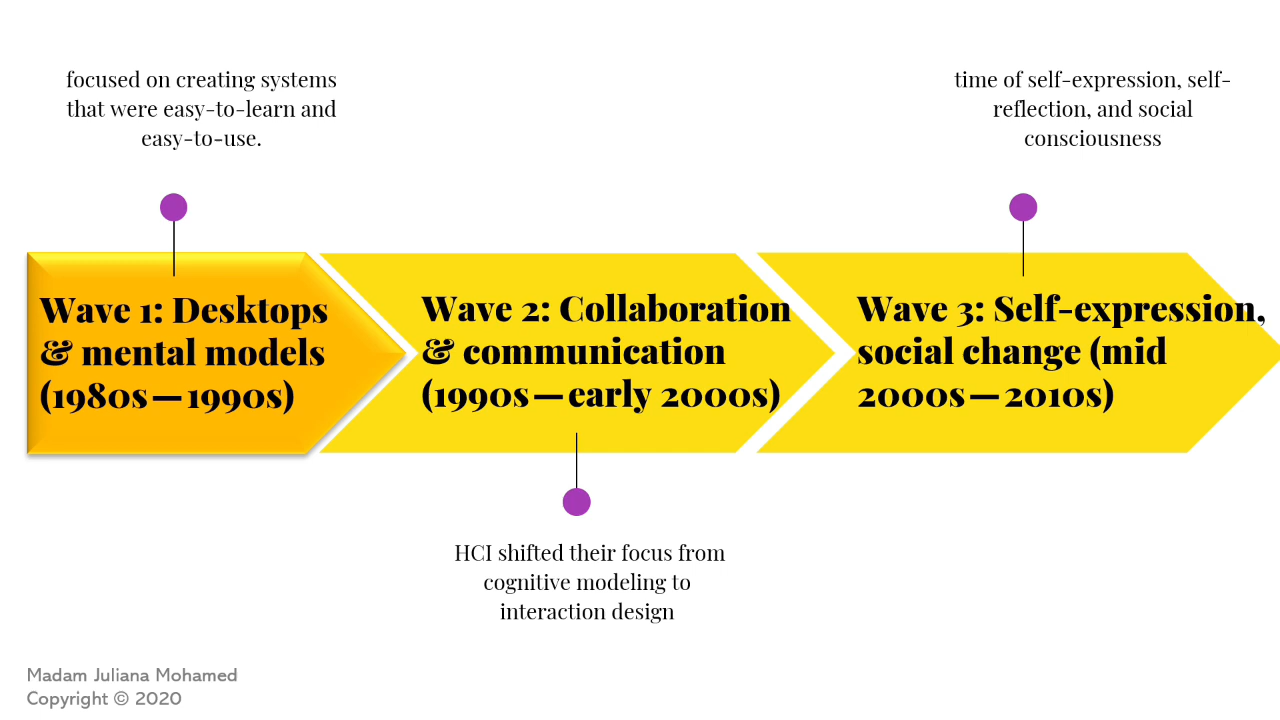 focused on creating systems
that were easy-to-learn and
easy-to-use.
time of self-expression, self-
reflection, and social
consciousness
Wave 1: Desktops
& mental models
(1980s—1990s)
Wave 2: Collaboration
& communication
(1990s—early 2000s)
Wave 3: Self-expression,
social change (mid
2000s—2010s)
HCI shifted their focus from
cognitive modeling to
interaction design
Madam Juliana Mohamed
Copyright © 2020